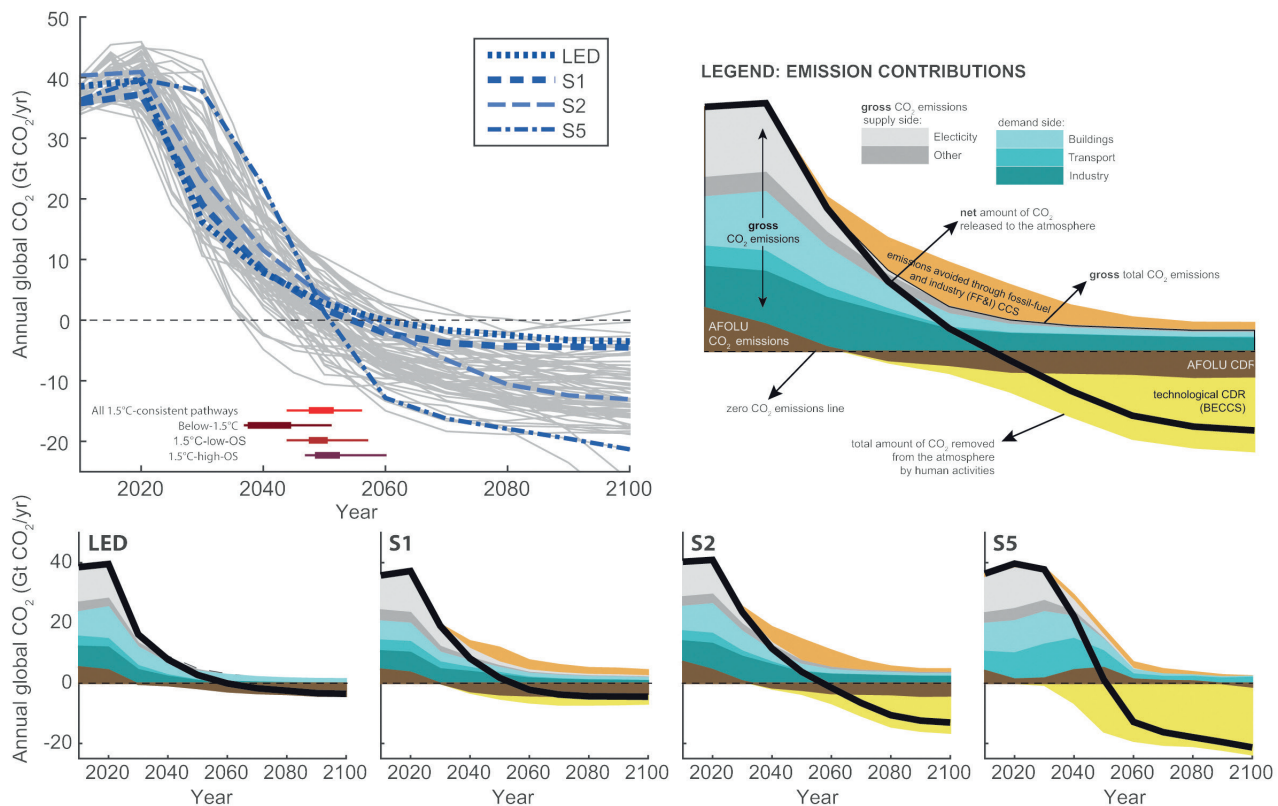 Annual global CO₂ (Gt CO₂/yr)
50
40
30
20
10
0
-10
-20
LED
S1
S2
S5
All 1.5°C-consistent pathways
Below-1.5°C
1.5°C-low-OS
1.5°C-high-OS
2020
2040
2060
2080
2100
Year
LEGEND: EMISSION CONTRIBUTIONS
gross CO₂ emissions
supply side:
Electicity
Other
demand side:
Buildings
Transport
Industry
gross
CO₂ emissions
net amount of CO₂
released to the atmosphere
emissions avoided through fossil-fuel
and industry (FF&I) CCS
gross total CO₂ emissions
AFOLU
CO₂ emissions
AFOLU CDR
zero CO₂ emissions line
technological CDR
(BECCS)
total amount of CO₂ removed
from the atmosphere
by human activities
Annual global CO₂ (Gt CO₂/yr)
40
20
0
-20
LED
2020 2040 2060 2080 2100
Year
S1
2020 2040 2060 2080 2100
Year
S2
2020 2040 2060 2080 2100
Year
S5
2020 2040 2060 2080 2100
Year